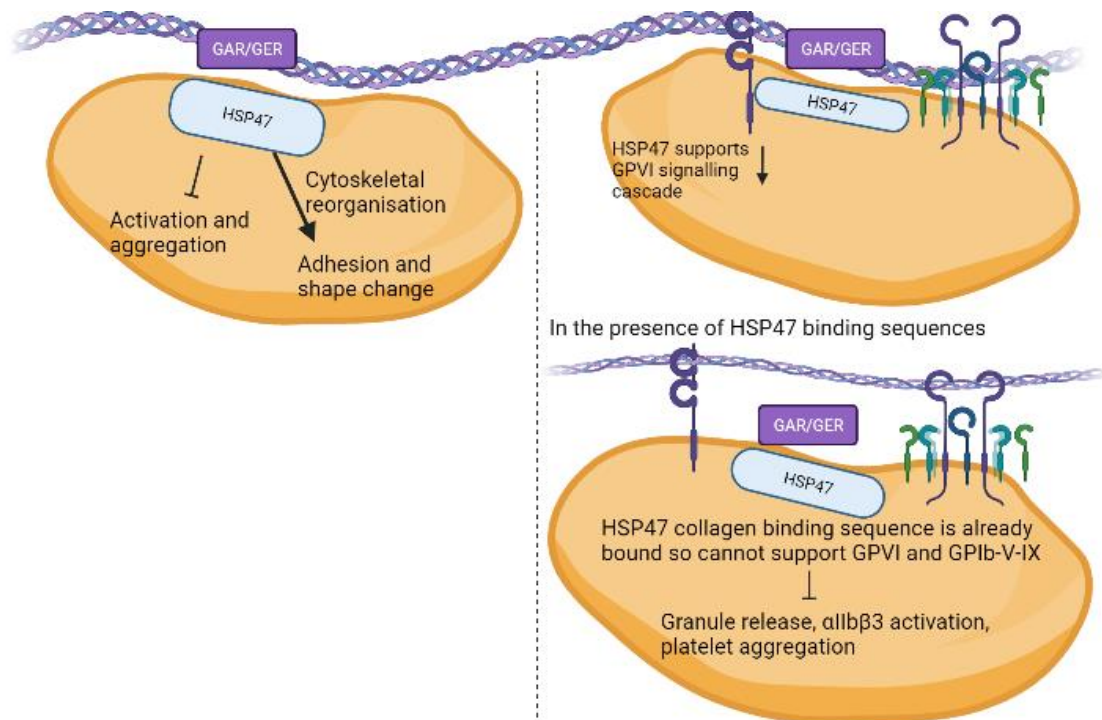 GAR/GER
HSP47
Cytoskeletal
reorganisation
Activation and
aggregation
Adhesion and
shape change
GAR/GER
HSP47
HSP47 supports
GPVI signalling
cascade
In the presence of HSP47 binding sequences
GAR/GER
HSP47
HSP47 collagen binding sequence is already
bound so cannot support GPVI and GPIb-V-IX
Granule release, αIIbβ3 activation,
platelet aggregation